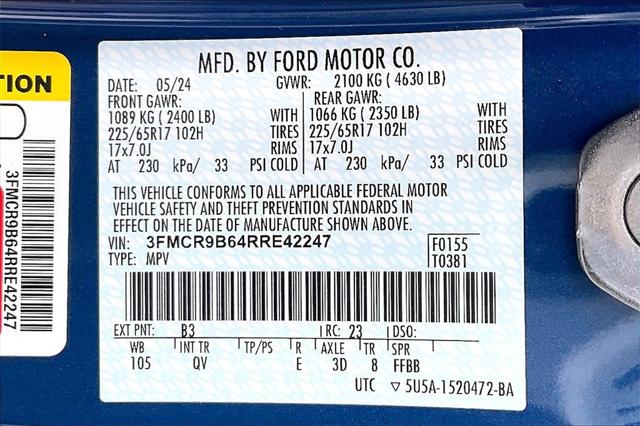 MFD. BY FORD MOTOR CO.
DATE: 05/24 GVWR: 2100 KG (4630 LB)
FRONT GAWR: REAR GAWR:
1089 KG (2400 LB) WITH 1066 KG (2350 LB) WITH
225/65R17 102H TIRES 225/65R17 102H TIRES
17x7.0J RIMS 17x7.0J RIMS
AT 230 kPa/ 33 PSI COLD AT 230 kPa/ 33 PSI COLD
THIS VEHICLE CONFORMS TO ALL APPLICABLE FEDERAL MOTOR
VEHICLE SAFETY AND THEFT PREVENTION STANDARDS IN
EFFECT ON THE DATE OF MANUFACTURE SHOWN ABOVE.
VIN: 3FMCR9B64RRE42247 F0155
TYPE: MPV T0381
EXT PNT: B3 RC: 23 DSO:
WB INT TR TP/PS R AXLE TR SPR
105 QV E 3D 8 FFBB
UTC ▽5U5A-1520472-BA
ATION
3FMCR9B64RRE42247